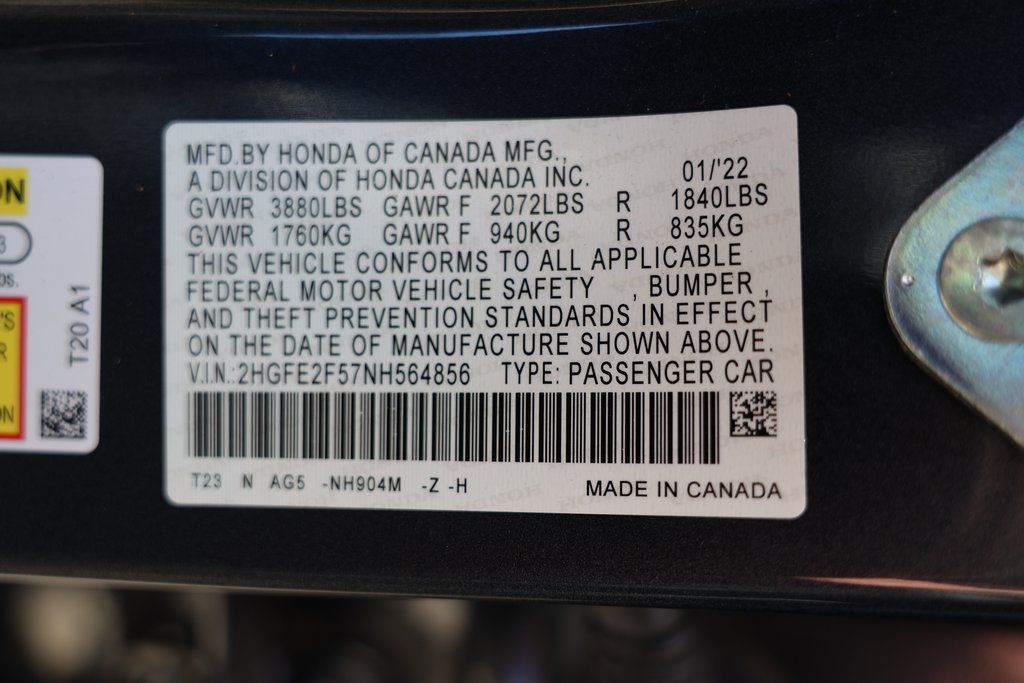 MFD.BY HONDA OF CANADA MFG.,
A DIVISION OF HONDA CANADA INC. 01/'22
GVWR 3880LBS GAWR F 2072LBS R 1840LBS
GVWR 1760KG GAWR F 940KG R 835KG
THIS VEHICLE CONFORMS TO ALL APPLICABLE
FEDERAL MOTOR VEHICLE SAFETY , BUMPER ,
AND THEFT PREVENTION STANDARDS IN EFFECT
ON THE DATE OF MANUFACTURE SHOWN ABOVE.
V.I.N.:2HGFE2F57NH564856 TYPE: PASSENGER CAR
T23 N AG5 -NH904M -Z -H MADE IN CANADA
T20 A1